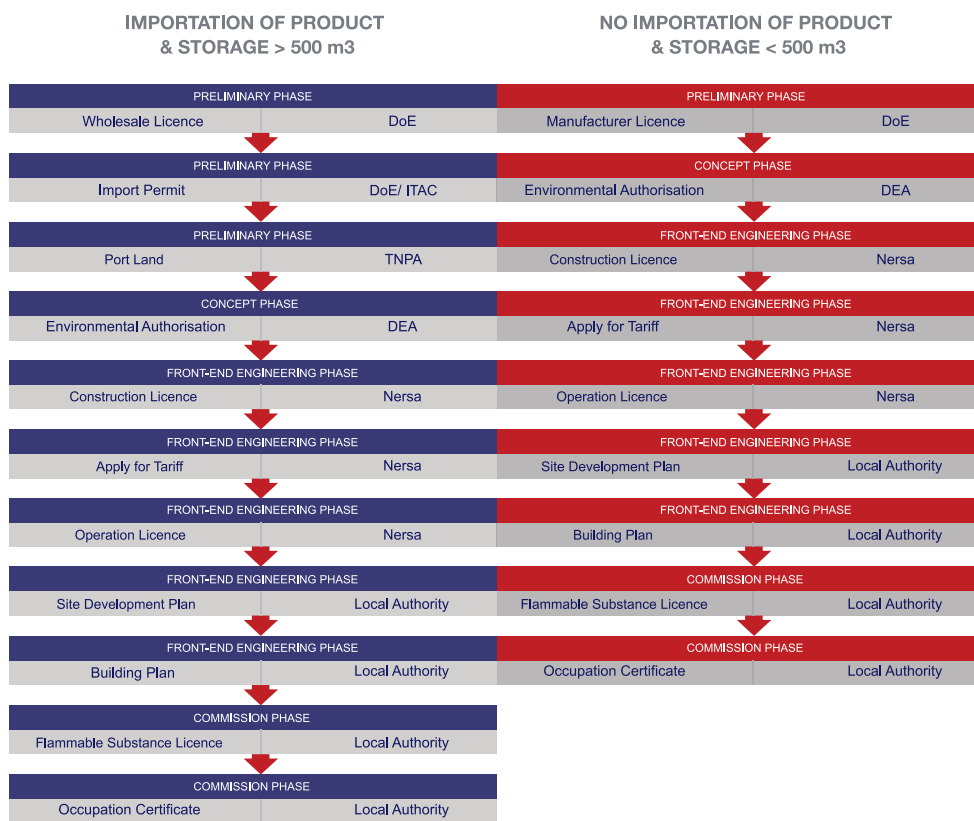 IMPORTATION OF PRODUCT
& STORAGE > 500 m3
PRELIMINARY PHASE
Wholesale Licence DoE
PRELIMINARY PHASE
Import Permit DoE/ ITAC
PRELIMINARY PHASE
Port Land TNPA
CONCEPT PHASE
Environmental Authorisation DEA
FRONT-END ENGINEERING PHASE
Construction Licence Nersa
FRONT-END ENGINEERING PHASE
Apply for Tariff Nersa
FRONT-END ENGINEERING PHASE
Operation Licence Nersa
FRONT-END ENGINEERING PHASE
Site Development Plan Local Authority
FRONT-END ENGINEERING PHASE
Building Plan Local Authority
COMMISSION PHASE
Flammable Substance Licence Local Authority
COMMISSION PHASE
Occupation Certificate Local Authority
NO IMPORTATION OF PRODUCT
& STORAGE < 500 m3
PRELIMINARY PHASE
Manufacturer Licence DoE
CONCEPT PHASE
Environmental Authorisation DEA
FRONT-END ENGINEERING PHASE
Construction Licence Nersa
FRONT-END ENGINEERING PHASE
Apply for Tariff Nersa
FRONT-END ENGINEERING PHASE
Operation Licence Nersa
FRONT-END ENGINEERING PHASE
Site Development Plan Local Authority
FRONT-END ENGINEERING PHASE
Building Plan Local Authority
COMMISSION PHASE
Flammable Substance Licence Local Authority
COMMISSION PHASE
Occupation Certificate Local Authority